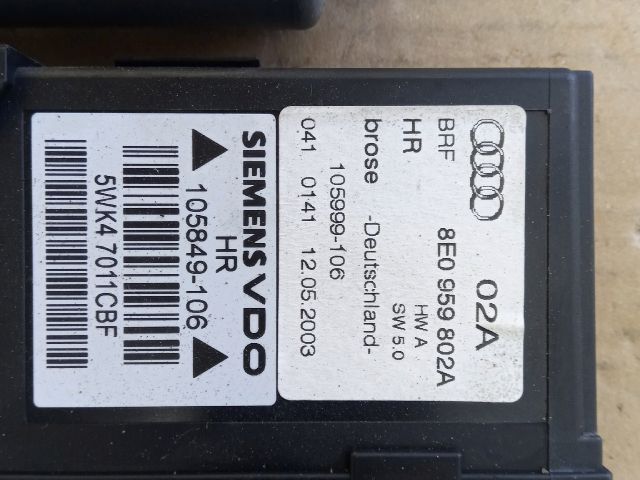 02A
BRF 8E0 959 802A
HW A
HR SW 5.0
brose -Deutschland-
105999-106
041 0141 12.05.2003
SIEMENS VDO
HR
105849-106
5WK4 7011CBF